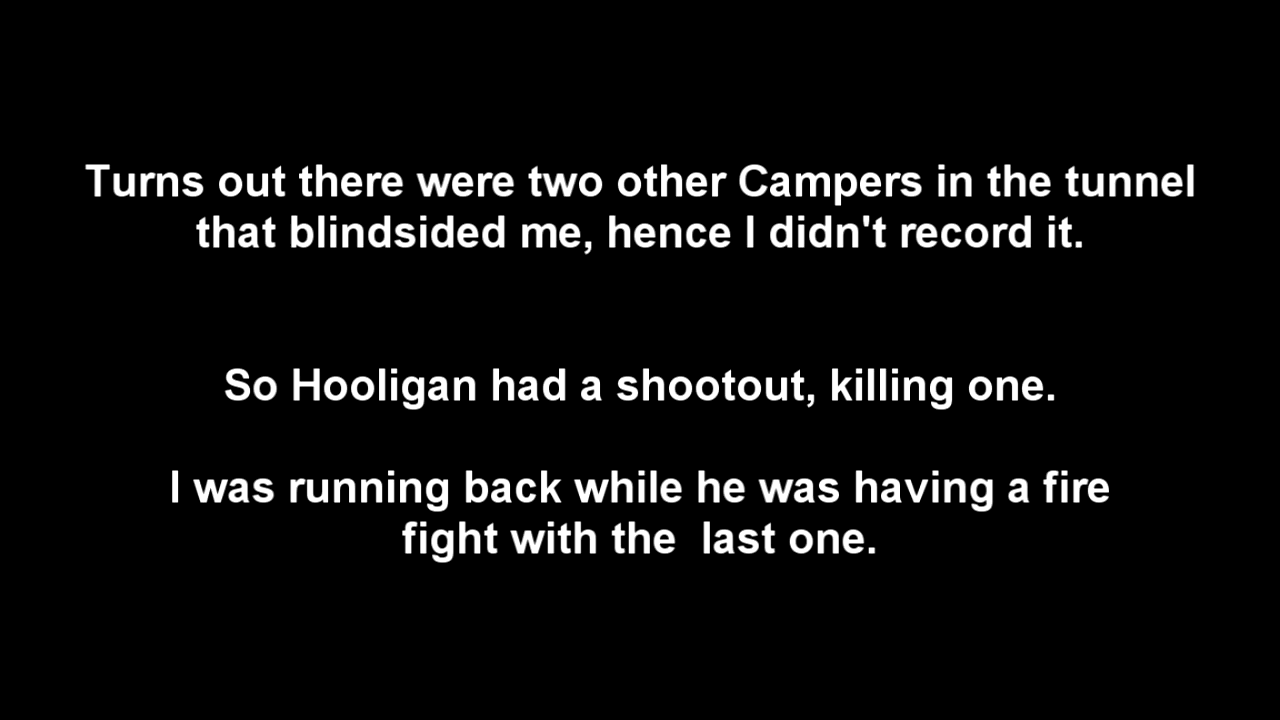 Turns out there were two other Campers in the tunnel
that blindsided me, hence I didn't record it.
So Hooligan had a shootout, killing one.
I was running back while he was having a fire
fight with the  last one.